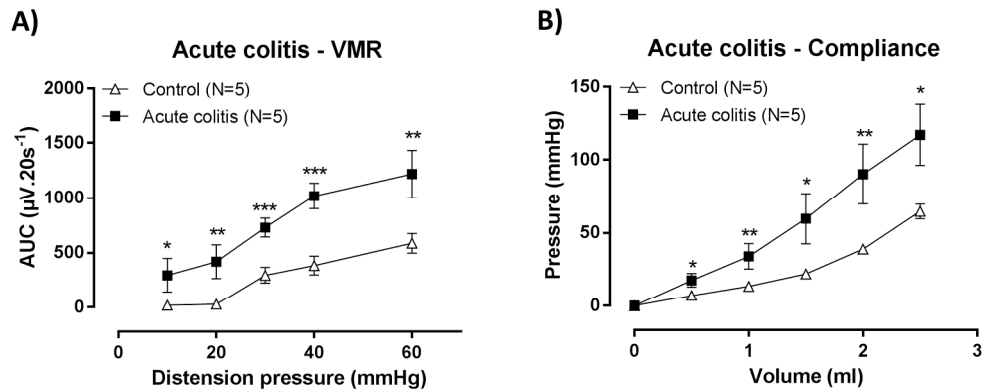 A)
Acute colitis - VMR
2000
1500
1000
500
0
AUC (µV.20s⁻¹)
Control (N=5)
Acute colitis (N=5)
*
**
***
***
**
0
20
40
60
Distension pressure (mmHg)
B)
Acute colitis - Compliance
150
100
50
0
Pressure (mmHg)
Control (N=5)
Acute colitis (N=5)
*
**
*
**
*
0
1
2
3
Volume (ml)